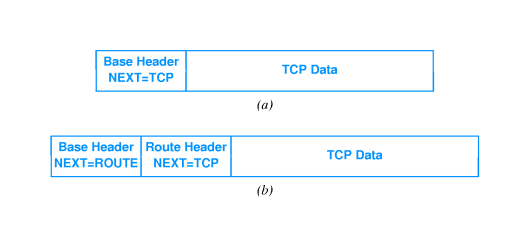 Base Header
NEXT=TCP
TCP Data
(a)
Base Header
NEXT=ROUTE
Route Header
NEXT=TCP
TCP Data
(b)